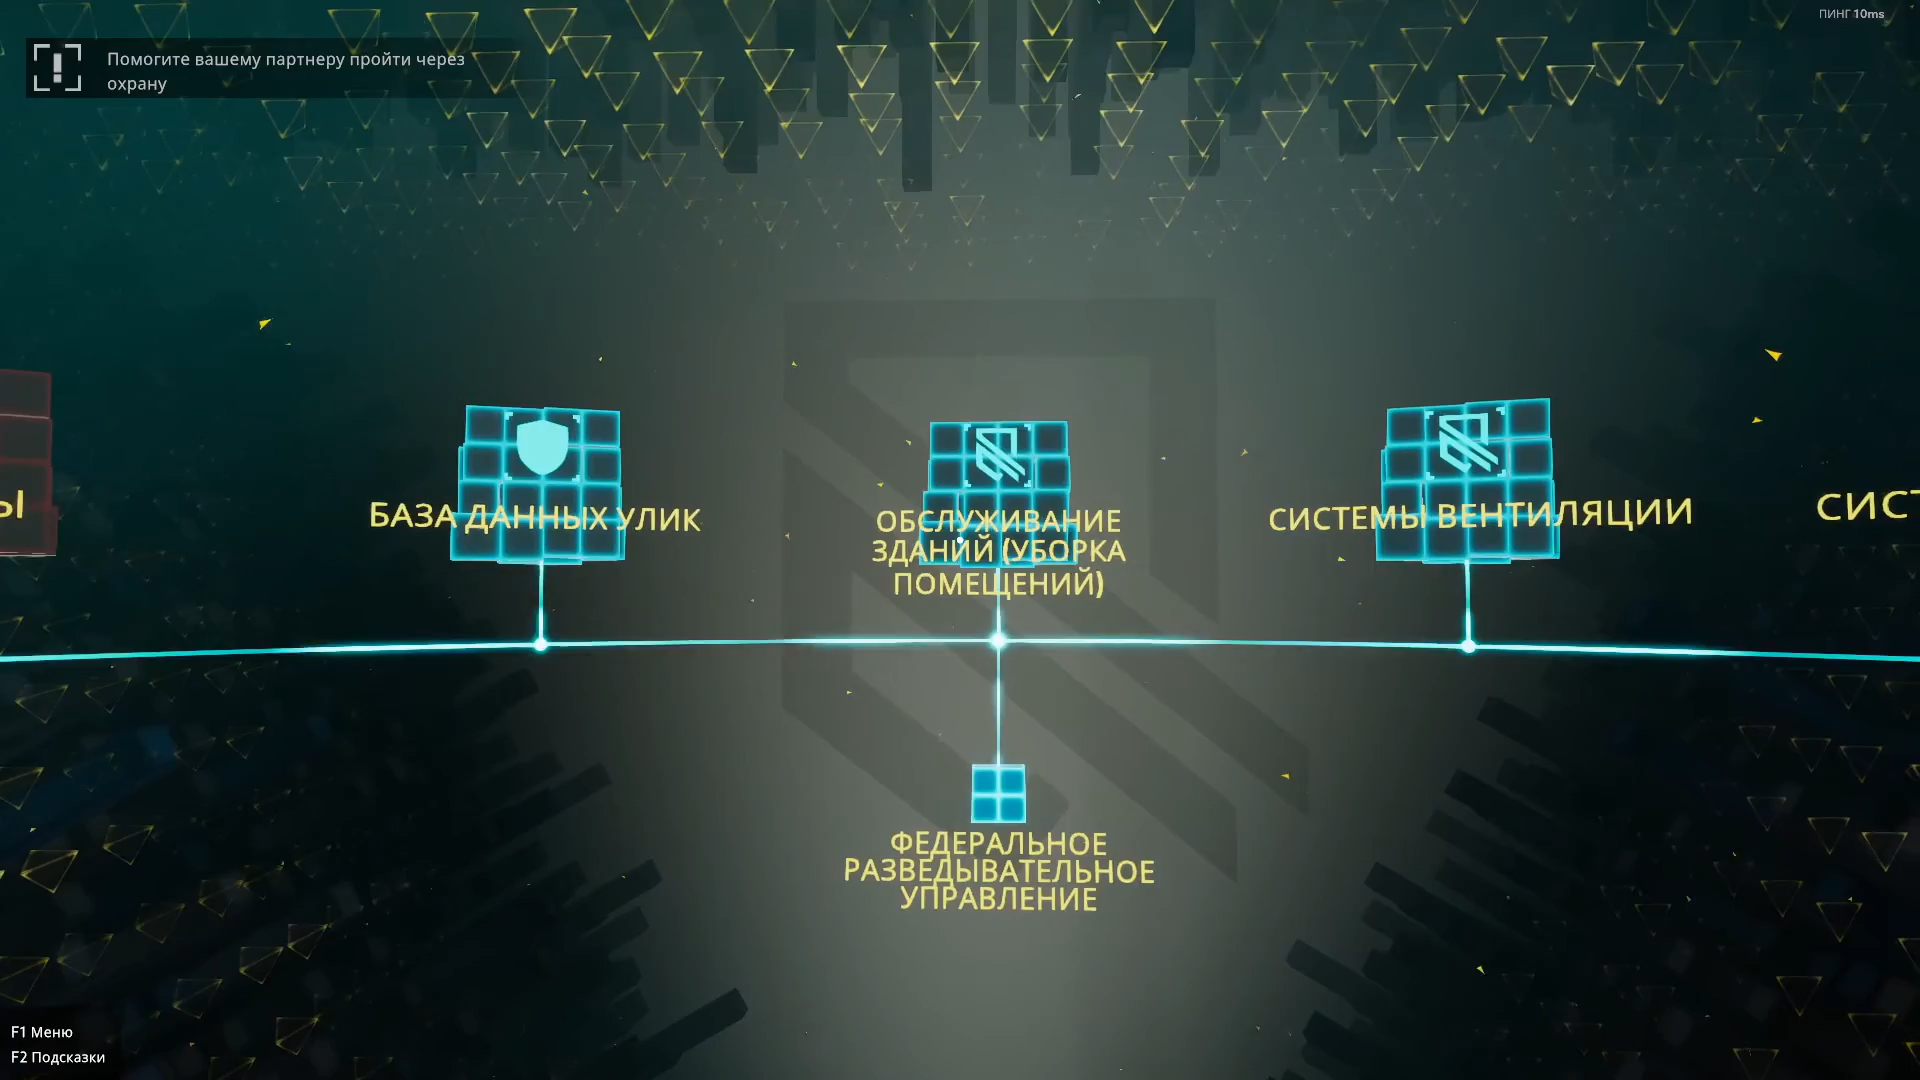 ПИНГ 10ms
Помогите вашему партнеру пройти через
охрану
БАЗА ДАННЫХ УЛИК
ОБСЛУЖИВАНИЕ
ЗДАНИЙ (УБОРКА
ПОМЕЩЕНИЙ)
СИСТЕМЫ ВЕНТИЛЯЦИИ
ФЕДЕРАЛЬНОЕ
РАЗВЕДЫВАТЕЛЬНОЕ
УПРАВЛЕНИЕ
F1 Меню
F2 Подсказки